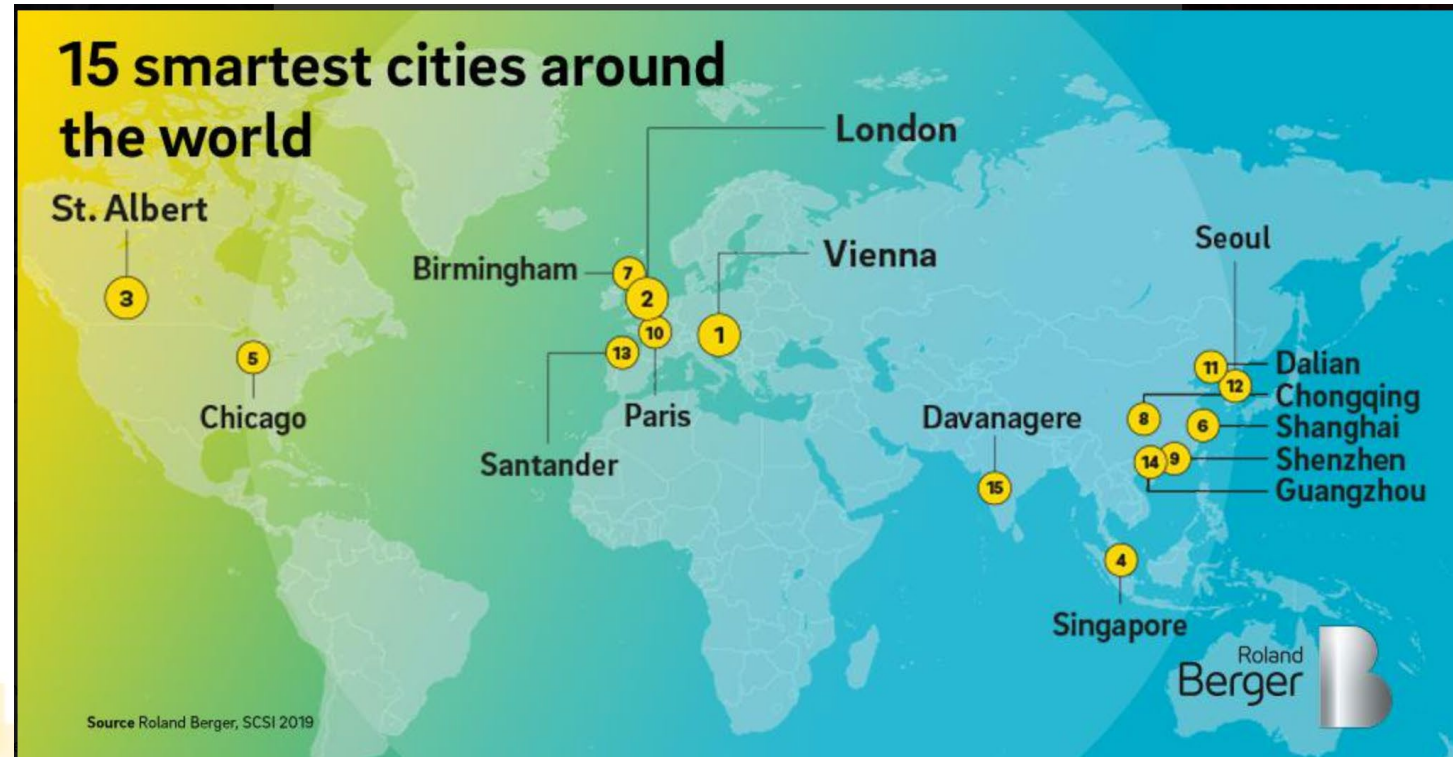 15 smartest cities around
the world
London
St. Albert
Seoul
Vienna
Birmingham
7
3
2
10
1
13
5
11
Dalian
12
Chongqing
Chicago
Paris
Davanagere
8
6
Shanghai
Santander
14
9
Shenzhen
15
Guangzhou
4
Singapore
Roland
Berger
Source Roland Berger, SCSI 2019